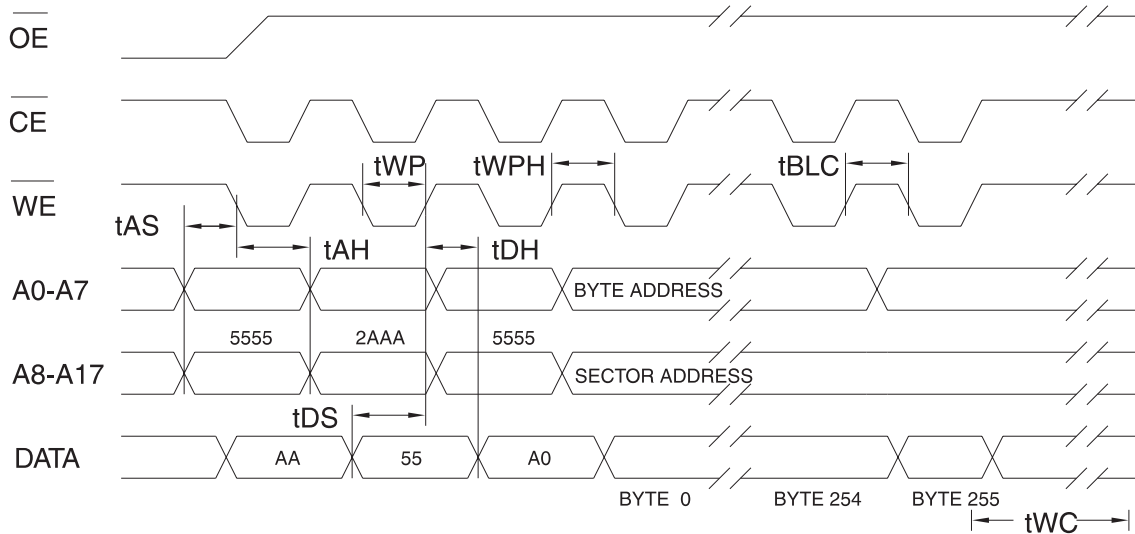 OE
CE
tWP
tWPH
tBLC
WE
tAS
tAH
tDH
A0-A7
BYTE ADDRESS
5555
2AAA
5555
A8-A17
SECTOR ADDRESS
tDS
DATA
AA
55
A0
BYTE 0
BYTE 254
BYTE 255
tWC